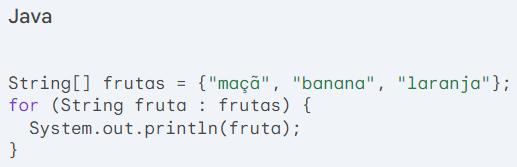 Java
String[] frutas = {"maçã", "banana", "laranja"};
for (String fruta : frutas) {
  System.out.println(fruta);
}